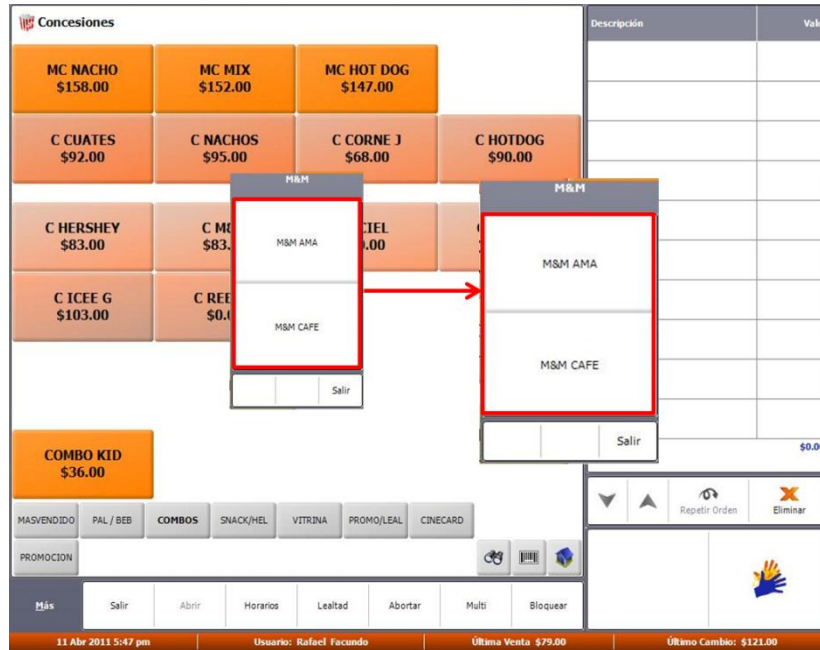 Concesiones
Descripción
MC NACHO
$158.00
MC MIX
$152.00
MC HOT DOG
$147.00
C CUATES
$92.00
C NACHOS
$95.00
C CORNE J
$68.00
C HOTDOG
$90.00
M&M
M&M AMA
M&M CAFE
Salir
M&M
M&M AMA
M&M CAFE
Salir
C HERSHEY
$83.00
C ICEE G
$103.00
COMBO KID
$36.00
MASVENDIDO
PAL / BEB
COMBOS
SNACK/HEL
VITRINA
PROMO/LEAL
CINECARD
PROMOCION
Repetir Orden
Eliminar
Más
Salir
Abrir
Horarios
Lealtad
Abortar
Multi
Bloquear
11 Abr 2011 5:47 pm
Usuario: Rafael Facundo
Última Venta $79.00
Último Cambio: $121.00